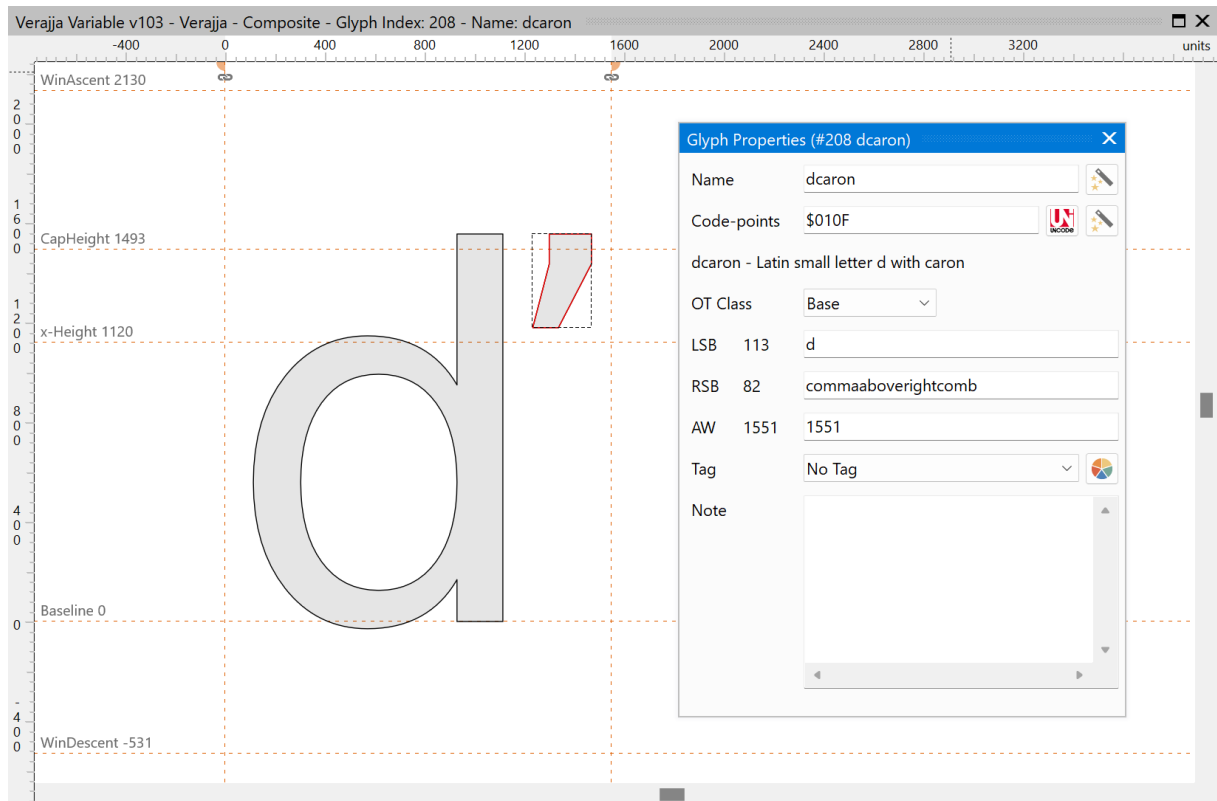 Verajja Variable v103 - Verajja - Composite - Glyph Index: 208 - Name: dcaron
-400 0 400 800 1200 1600 2000 2400 2800 3200 units
WinAscent 2130
2000
1600
CapHeight 1493
1200
x-Height 1120
800
400
Baseline 0
0
-400
WinDescent -531
Glyph Properties (#208 dcaron)
Name dcaron
Code-points $010F
UNICODE
dcaron - Latin small letter d with caron
OT Class Base
LSB 113 d
RSB 82 commaaboverightcomb
AW 1551 1551
Tag No Tag
Note